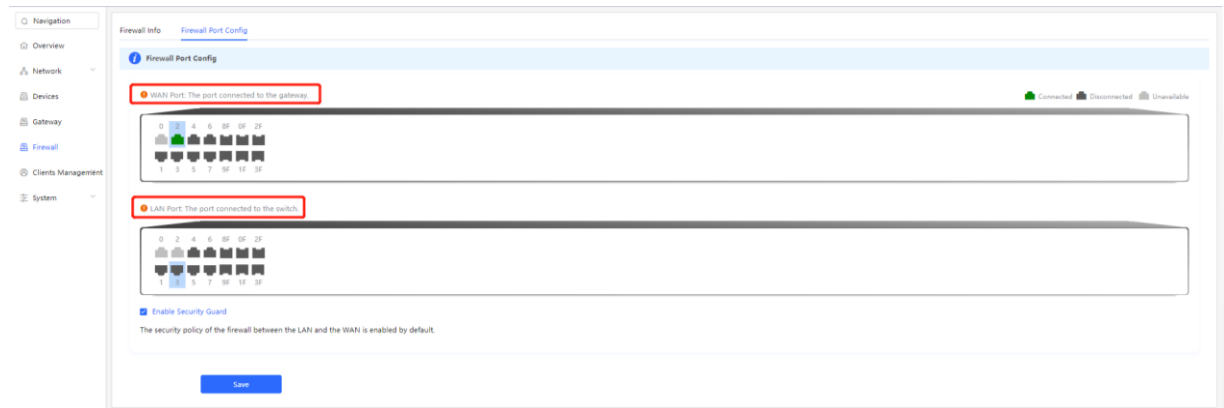 Navigation
Overview
Network
Devices
Gateway
Firewall
Clients Management
System
Firewall Info Firewall Port Config
Firewall Port Config
WAN Port: The port connected to the gateway.
Connected Disconnected Unavailable
0 2 4 6 8F 0F 2F
1 3 5 7 9F 1F 3F
LAN Port: The port connected to the switch.
0 2 4 6 8F 0F 2F
1 3 5 7 9F 1F 3F
Enable Security Guard
The security policy of the firewall between the LAN and the WAN is enabled by default.
Save